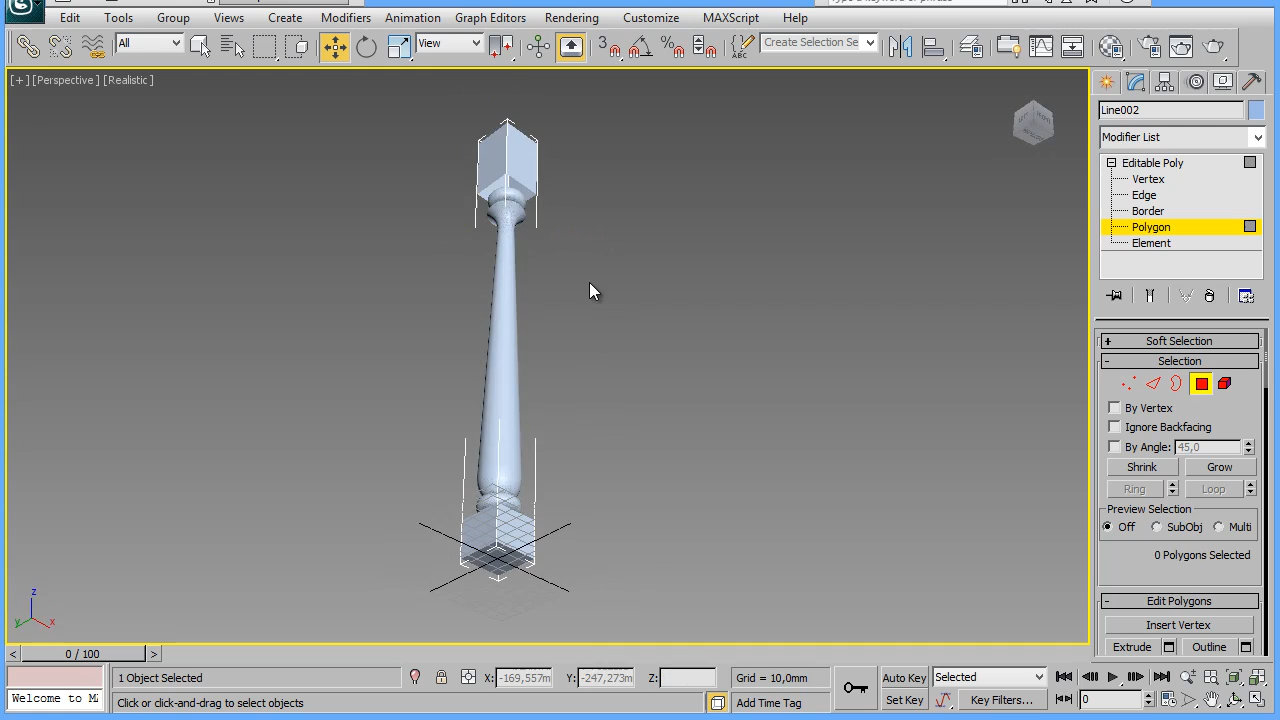 Edit Tools Group Views Create Modifiers Animation Graph Editors Rendering Customize MAXScript Help
All View 3 % ABC Create Selection Se
[+] [Perspective] [Realistic]
Line002
Modifier List
Editable Poly
Vertex
Edge
Border
Polygon
Element
+ Soft Selection
- Selection
By Vertex
Ignore Backfacing
By Angle: 45,0
Shrink Grow
Ring Loop
Preview Selection
Off SubObj Multi
0 Polygons Selected
- Edit Polygons
Insert Vertex
Extrude Outline
z
y x
< 0 / 100 >
1 Object Selected X: -169,557m Y: -247,273m Z: Grid = 10,0mm Auto Key Selected
Welcome to M Click or click-and-drag to select objects Add Time Tag Set Key Key Filters... 0